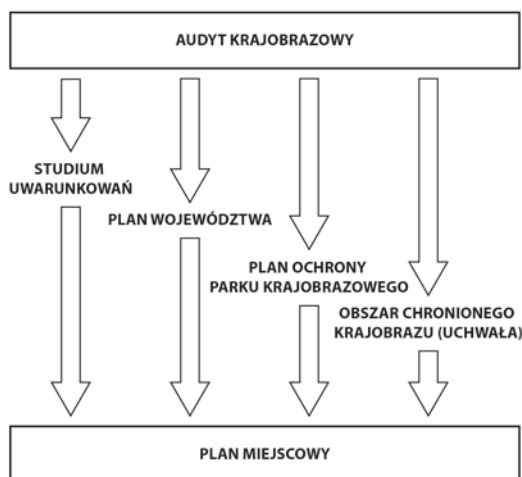 AUDYT KRAJOBRAZOWY
STUDIUM
UWARUNKOWAŃ
PLAN WOJEWÓDZTWA
PLAN OCHRONY
PARKU KRAJOBRAZOWEGO
OBSZAR CHRONIONEGO
KRAJOBRAZU (UCHWAŁA)
PLAN MIEJSCOWY